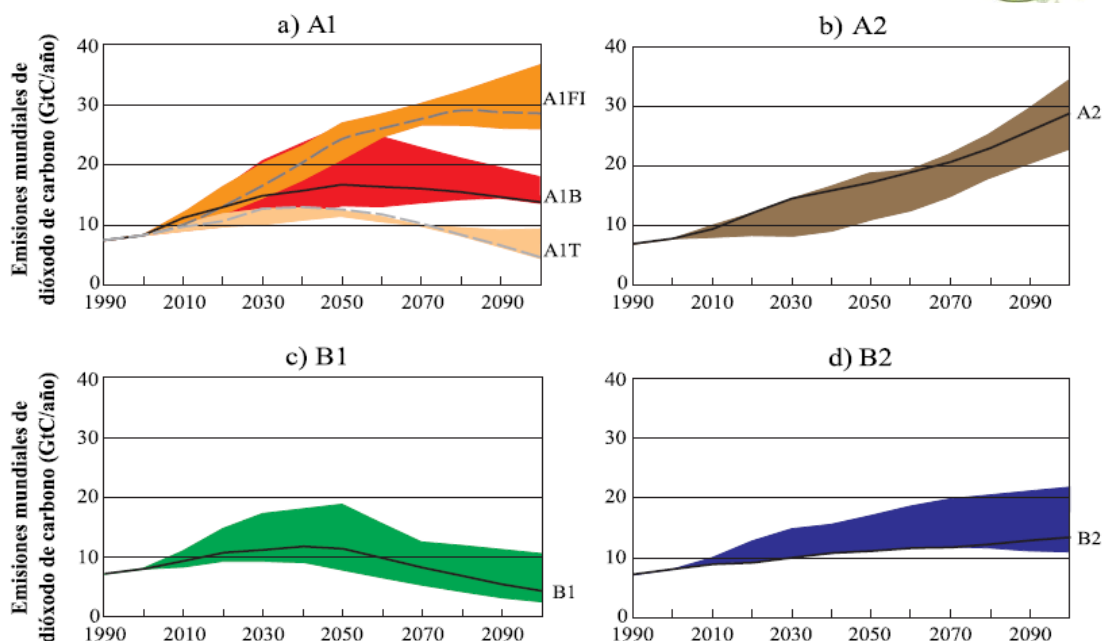 a) A1
b) A2
Emisiones mundiales de
dióxodo de carbono (GtC/año)
40
30
20
10
0
A1FI
A1B
A1T
1990 2010 2030 2050 2070 2090
40
30
20
10
0
A2
1990 2010 2030 2050 2070 2090
c) B1
d) B2
Emisiones mundiales de
dióxodo de carbono (GtC/año)
40
30
20
10
0
B1
1990 2010 2030 2050 2070 2090
40
30
20
10
0
B2
1990 2010 2030 2050 2070 2090